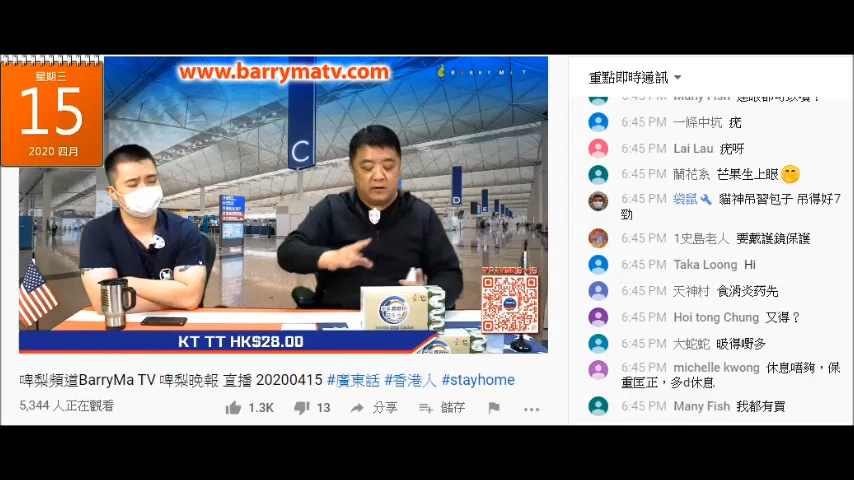 星期三
15
2020 四月
www.barrymatv.com
BARRYMAT
C
D
KT TT HK$28.00
啤梨頻道BarryMa TV 啤梨晚報 直播 20200415 #廣東話 #香港人 #stayhome
5,344 人正在觀看
1.3K
13
分享
儲存
重點即時通訊
Many Fish
6:45 PM 一條中坑 疣
6:45 PM Lai Lau 疣呀
6:45 PM 蘭花系 芒果生上眼🤭
6:45 PM 袋鼠 貓神吊習包子 吊得好7
勁
6:45 PM 1史島老人 要戴護鏡保護
6:45 PM Taka Loong Hi
6:45 PM 天神村 食消炎药先
6:45 PM Hoi tong Chung 又得？
6:45 PM 大蛇蛇 吸得嘢多
6:45 PM michelle kwong 休息唔夠，保
重匡正，多d休息
6:45 PM Many Fish 我都有買